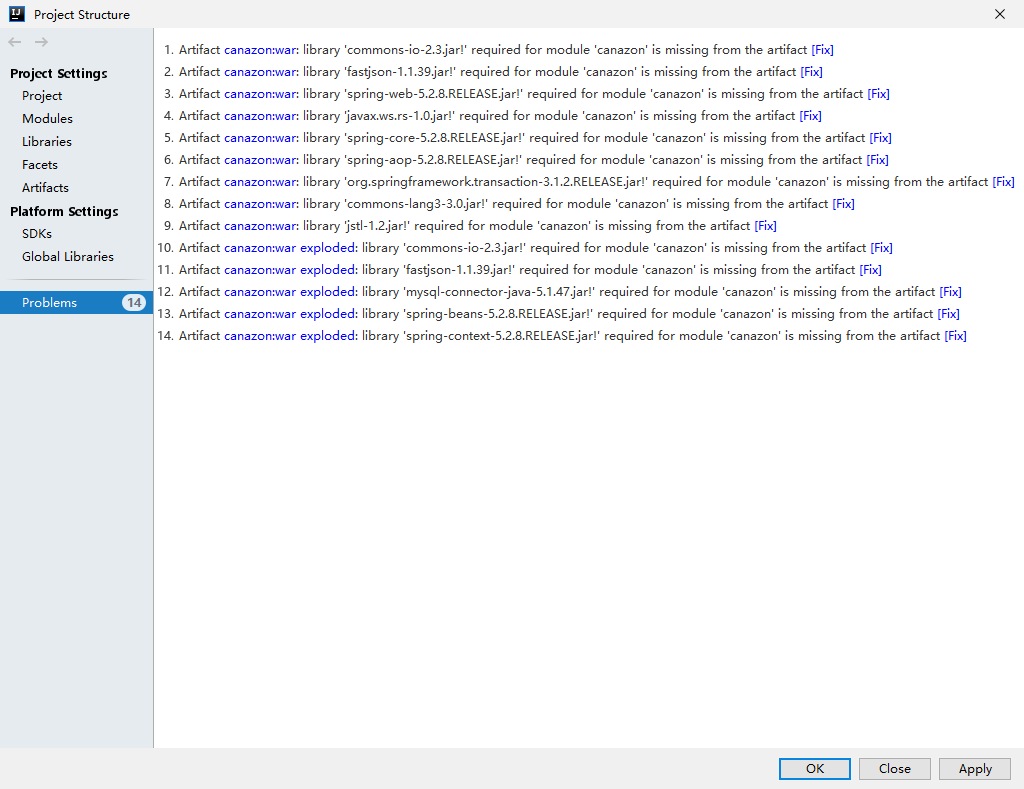 Project Structure
Project Settings
Project
Modules
Libraries
Facets
Artifacts
Platform Settings
SDKs
Global Libraries
Problems 14
1. Artifact canazon:war: library 'commons-io-2.3.jar!' required for module 'canazon' is missing from the artifact [Fix]
2. Artifact canazon:war: library 'fastjson-1.1.39.jar!' required for module 'canazon' is missing from the artifact [Fix]
3. Artifact canazon:war: library 'spring-web-5.2.8.RELEASE.jar!' required for module 'canazon' is missing from the artifact [Fix]
4. Artifact canazon:war: library 'javax.ws.rs-1.0.jar!' required for module 'canazon' is missing from the artifact [Fix]
5. Artifact canazon:war: library 'spring-core-5.2.8.RELEASE.jar!' required for module 'canazon' is missing from the artifact [Fix]
6. Artifact canazon:war: library 'spring-aop-5.2.8.RELEASE.jar!' required for module 'canazon' is missing from the artifact [Fix]
7. Artifact canazon:war: library 'org.springframework.transaction-3.1.2.RELEASE.jar!' required for module 'canazon' is missing from the artifact [Fix]
8. Artifact canazon:war: library 'commons-lang3-3.0.jar!' required for module 'canazon' is missing from the artifact [Fix]
9. Artifact canazon:war: library 'jstl-1.2.jar!' required for module 'canazon' is missing from the artifact [Fix]
10. Artifact canazon:war exploded: library 'commons-io-2.3.jar!' required for module 'canazon' is missing from the artifact [Fix]
11. Artifact canazon:war exploded: library 'fastjson-1.1.39.jar!' required for module 'canazon' is missing from the artifact [Fix]
12. Artifact canazon:war exploded: library 'mysql-connector-java-5.1.47.jar!' required for module 'canazon' is missing from the artifact [Fix]
13. Artifact canazon:war exploded: library 'spring-beans-5.2.8.RELEASE.jar!' required for module 'canazon' is missing from the artifact [Fix]
14. Artifact canazon:war exploded: library 'spring-context-5.2.8.RELEASE.jar!' required for module 'canazon' is missing from the artifact [Fix]
OK Close Apply